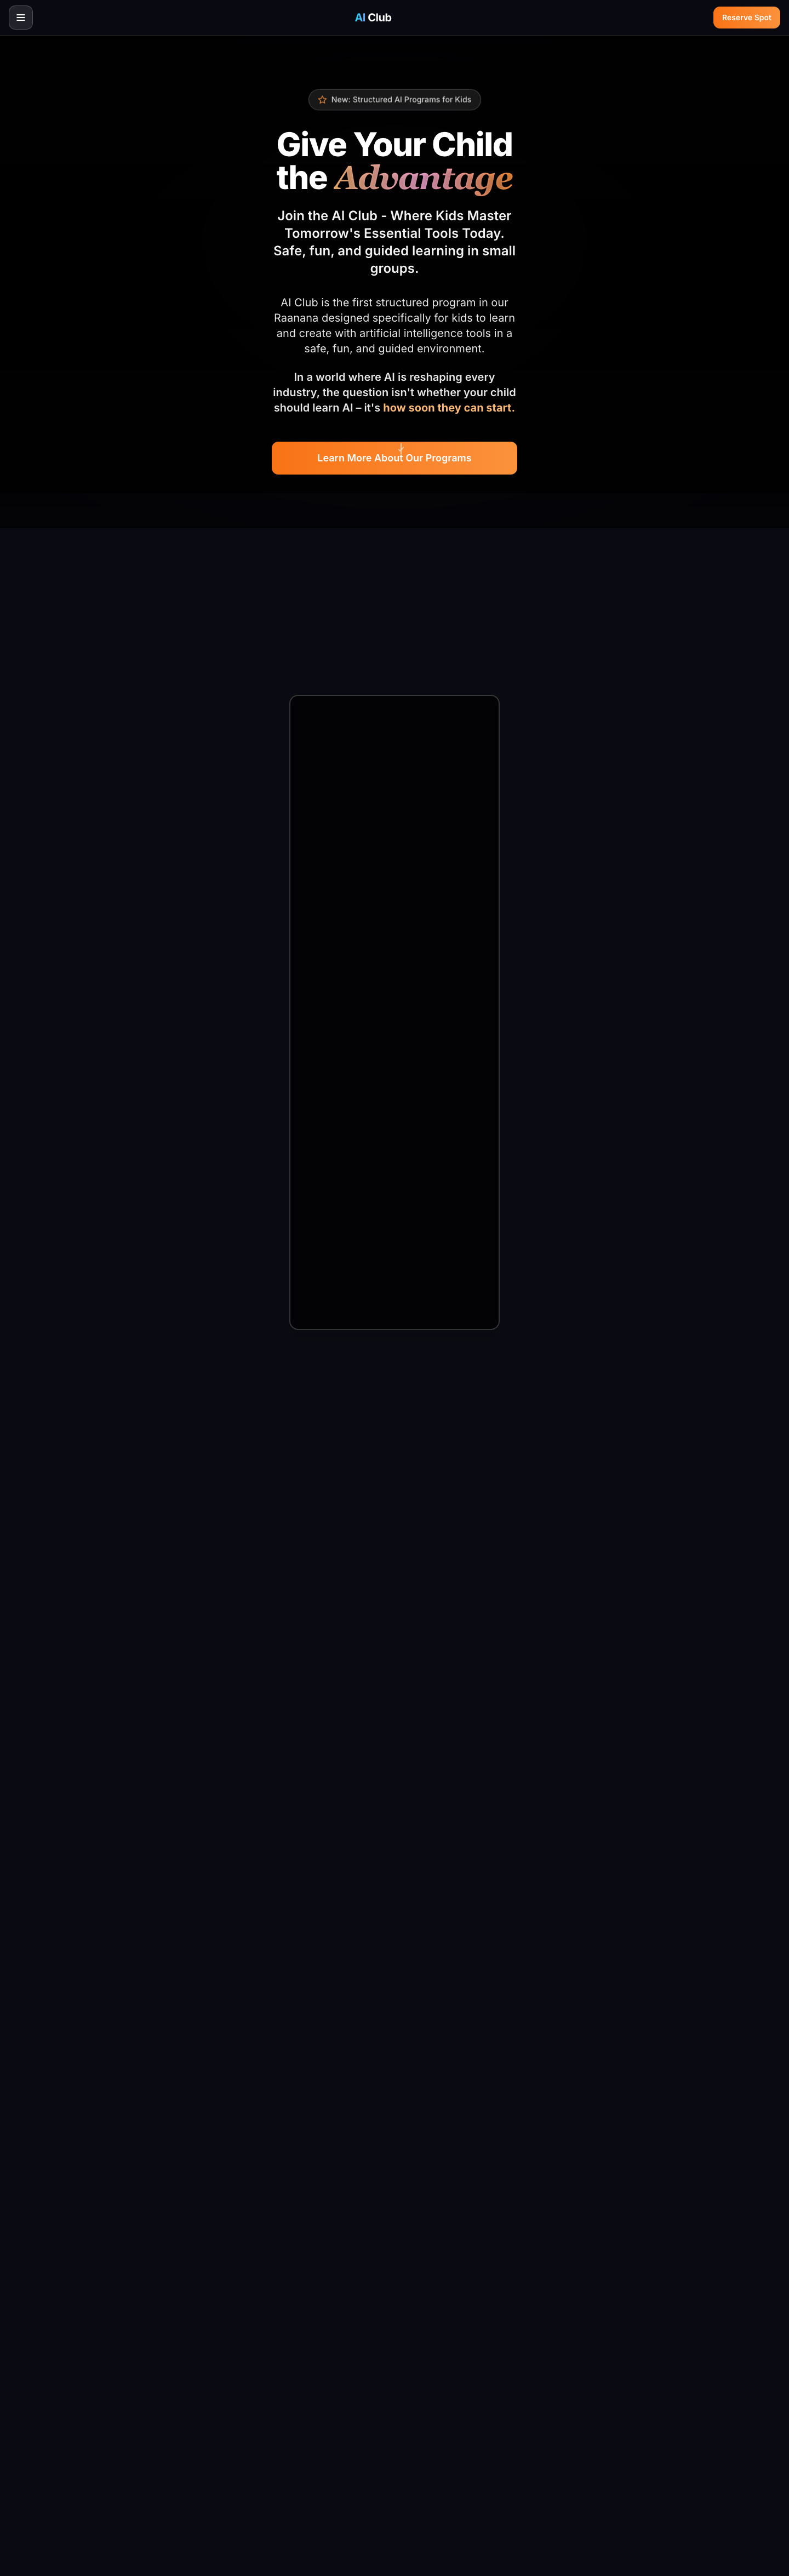 AI Club
Reserve Spot
New: Structured AI Programs for Kids
Give Your Child
the Advantage
Join the AI Club - Where Kids Master
Tomorrow's Essential Tools Today.
Safe, fun, and guided learning in small
groups.
AI Club is the first structured program in our
Raanana designed specifically for kids to learn
and create with artificial intelligence tools in a
safe, fun, and guided environment.
In a world where AI is reshaping every
industry, the question isn't whether your child
should learn AI – it's how soon they can start.
Learn More About Our Programs